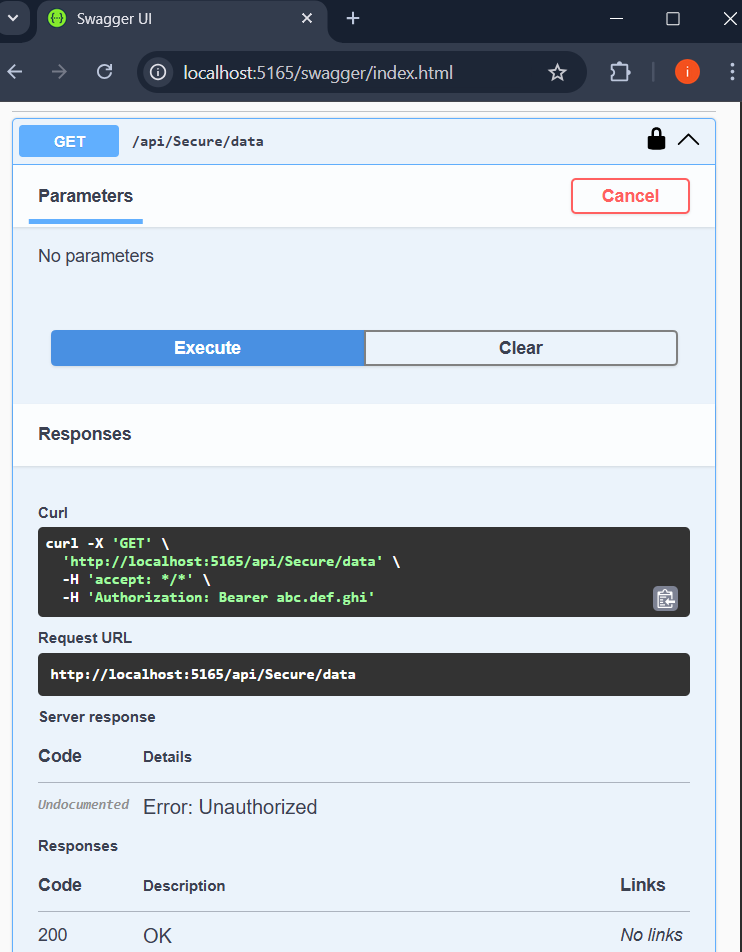 Swagger UI
localhost:5165/swagger/index.html
i
GET /api/Secure/data
Parameters
Cancel
No parameters
Execute
Clear
Responses
Curl
curl -X 'GET' \
'http://localhost:5165/api/Secure/data' \
-H 'accept: */*' \
-H 'Authorization: Bearer abc.def.ghi'
Request URL
http://localhost:5165/api/Secure/data
Server response
Code Details
Undocumented Error: Unauthorized
Responses
Code Description Links
200 OK No links